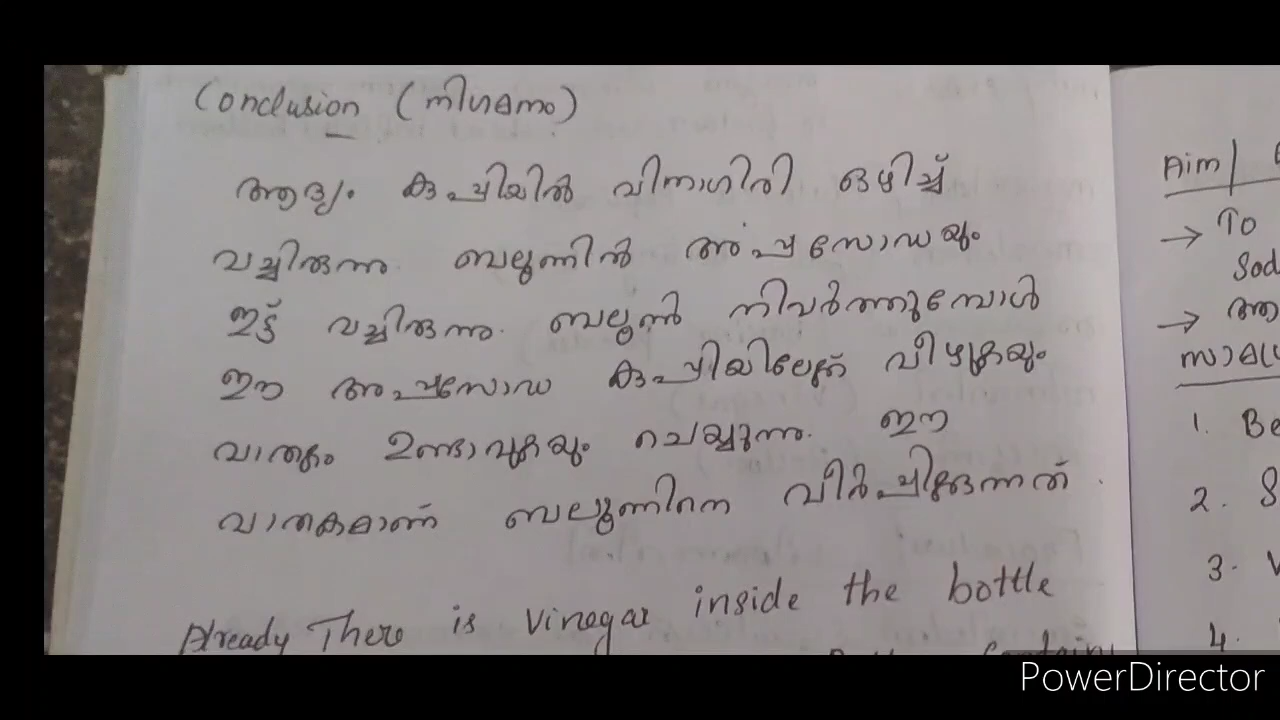 Conclusion (നിഗമനം)
ആദ്യം കുപ്പിയിൽ വിനാഗിരി ഒഴിച്ച്
വച്ചിരുന്നു. ബലൂണിൽ അപ്പസോഡയും
ഇട്ട് വച്ചിരുന്നു. ബലൂൺ നിവർത്തുമ്പോൾ
ഈ അപ്പസോഡ കുപ്പിയിലേക്ക് വീഴുകയും
വാതകം ഉണ്ടാവുകയും ചെയ്യുന്നു. ഈ
വാതകമാണ് ബലൂണിനെ വീർപ്പിക്കുന്നത്.
Already There is vinegar inside the bottle
Aim|
→ To
Sod
→
1. Be
2. S
3.
4.
PowerDirector